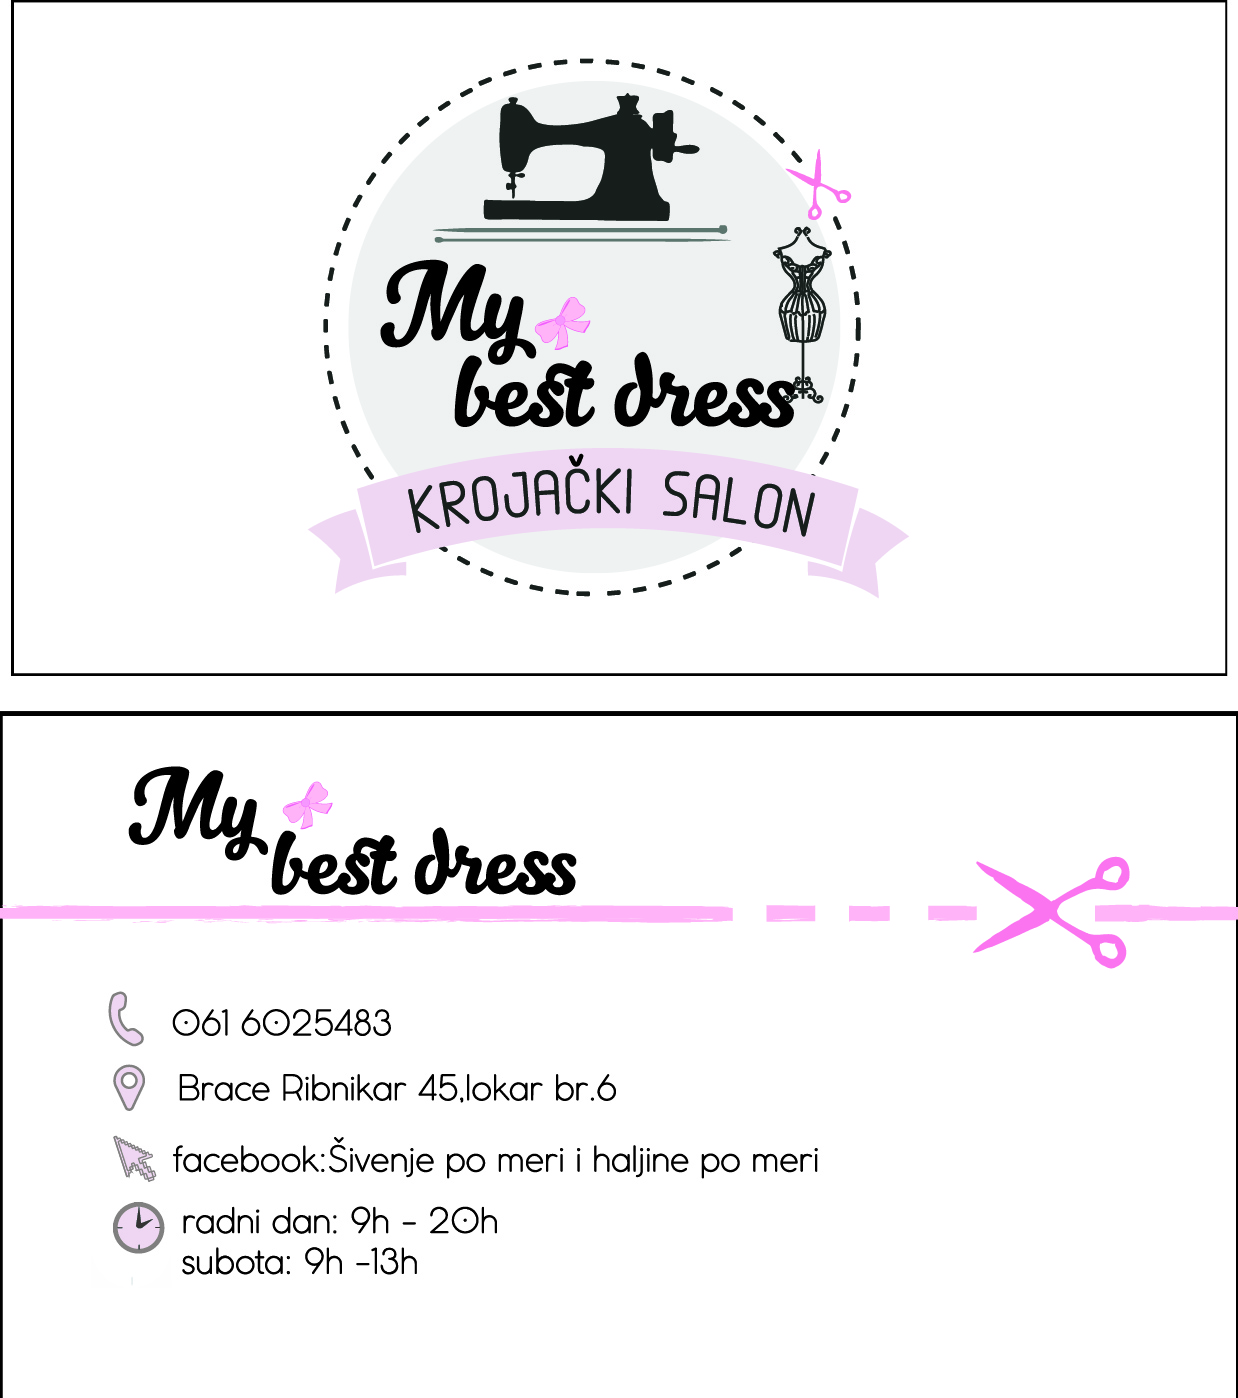 My
best dress
KROJAČKI SALON
My
best dress
061 6025483
Brace Ribnikar 45,lokar br.6
facebook:Šivenje po meri i haljine po meri
radni dan: 9h - 20h
subota: 9h -13h